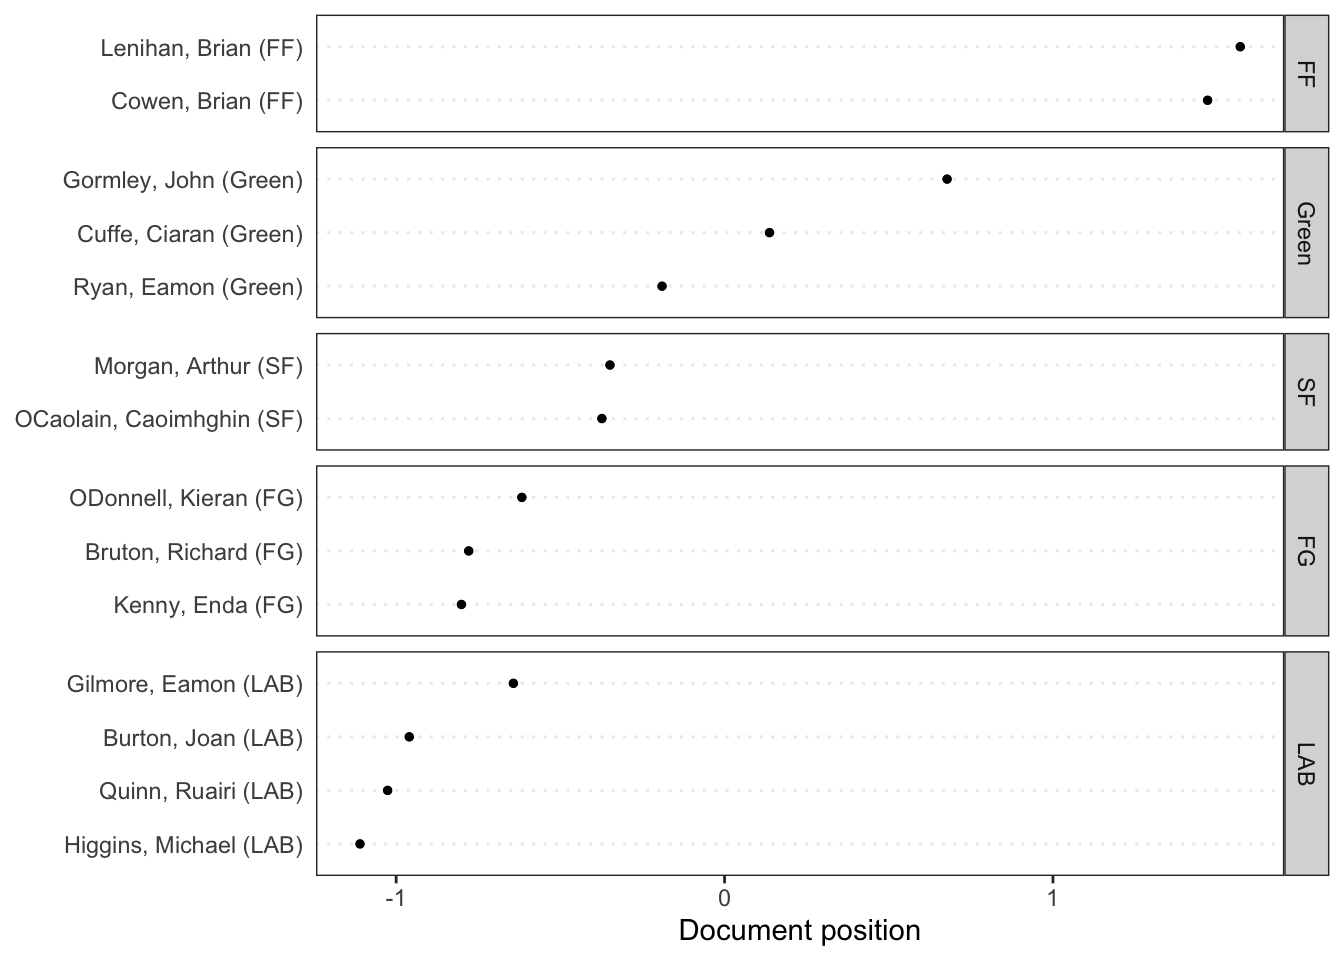 Lenihan, Brian (FF)
Cowen, Brian (FF)
FF
Gormley, John (Green)
Cuffe, Ciaran (Green)
Ryan, Eamon (Green)
Green
Morgan, Arthur (SF)
OCaolain, Caoimhghin (SF)
SF
ODonnell, Kieran (FG)
Bruton, Richard (FG)
Kenny, Enda (FG)
FG
Gilmore, Eamon (LAB)
Burton, Joan (LAB)
Quinn, Ruairi (LAB)
Higgins, Michael (LAB)
LAB
-1 0 1
Document position